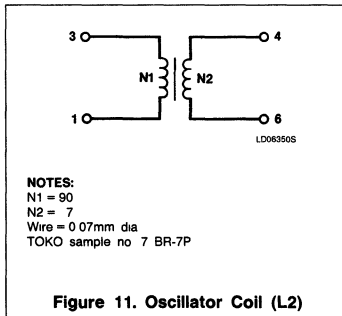 3 4
N1 N2
1 6
LD06350S
NOTES:
N1 = 90
N2 = 7
Wire = 0 07mm dia
TOKO sample no 7 BR-7P
Figure 11. Oscillator Coil (L2)